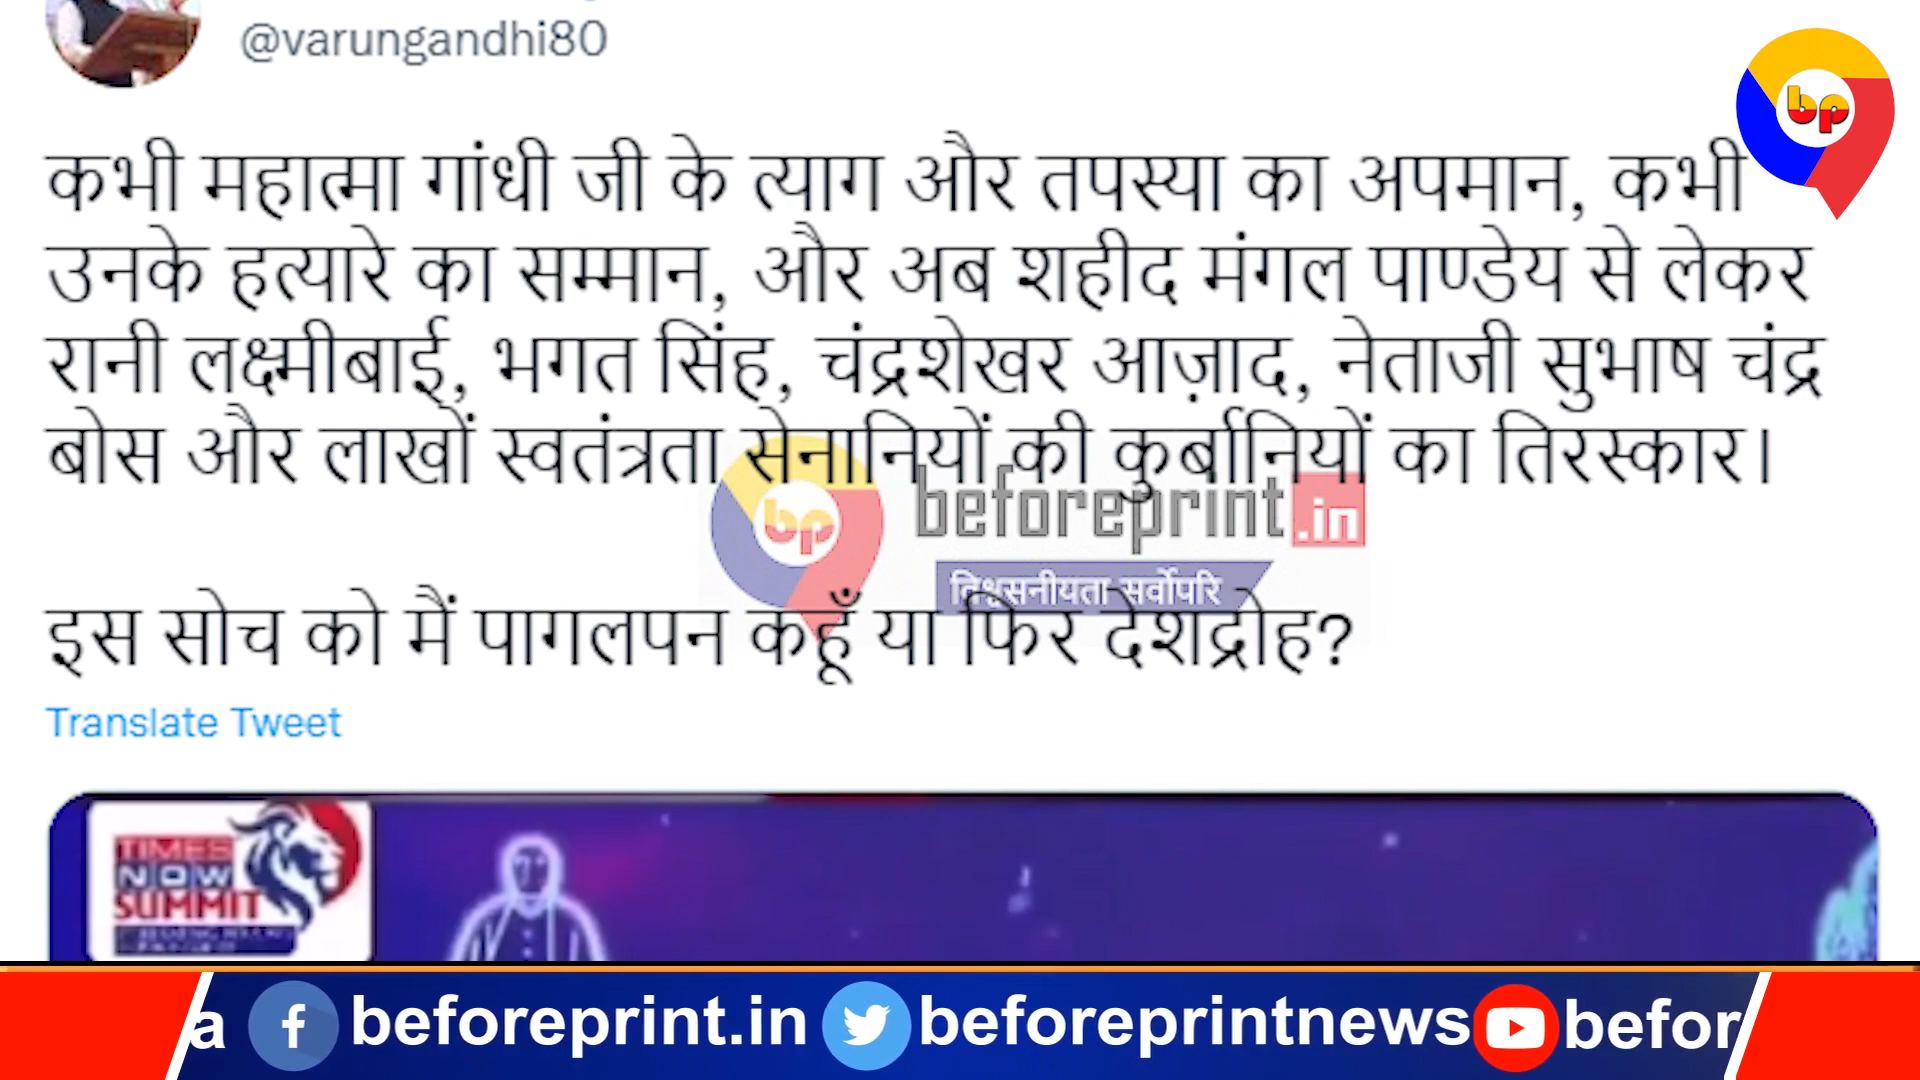 @varungandhi80
bp
कभी महात्मा गांधी जी के त्याग और तपस्या का अपमान, कभी
उनके हत्यारे का सम्मान, और अब शहीद मंगल पाण्डेय से लेकर
रानी लक्ष्मीबाई, भगत सिंह, चंद्रशेखर आज़ाद, नेताजी सुभाष चंद्र
बोस और लाखों स्वतंत्रता सेनानियों की कुर्बानियों का तिरस्कार।
bp beforeprint.in
विश्वसनीयता सर्वोपरि
इस सोच को मैं पागलपन कहूँ या फिर देशद्रोह?
Translate Tweet
TIMES
NOW
SUMMIT
a beforeprint.in beforeprintnews befor